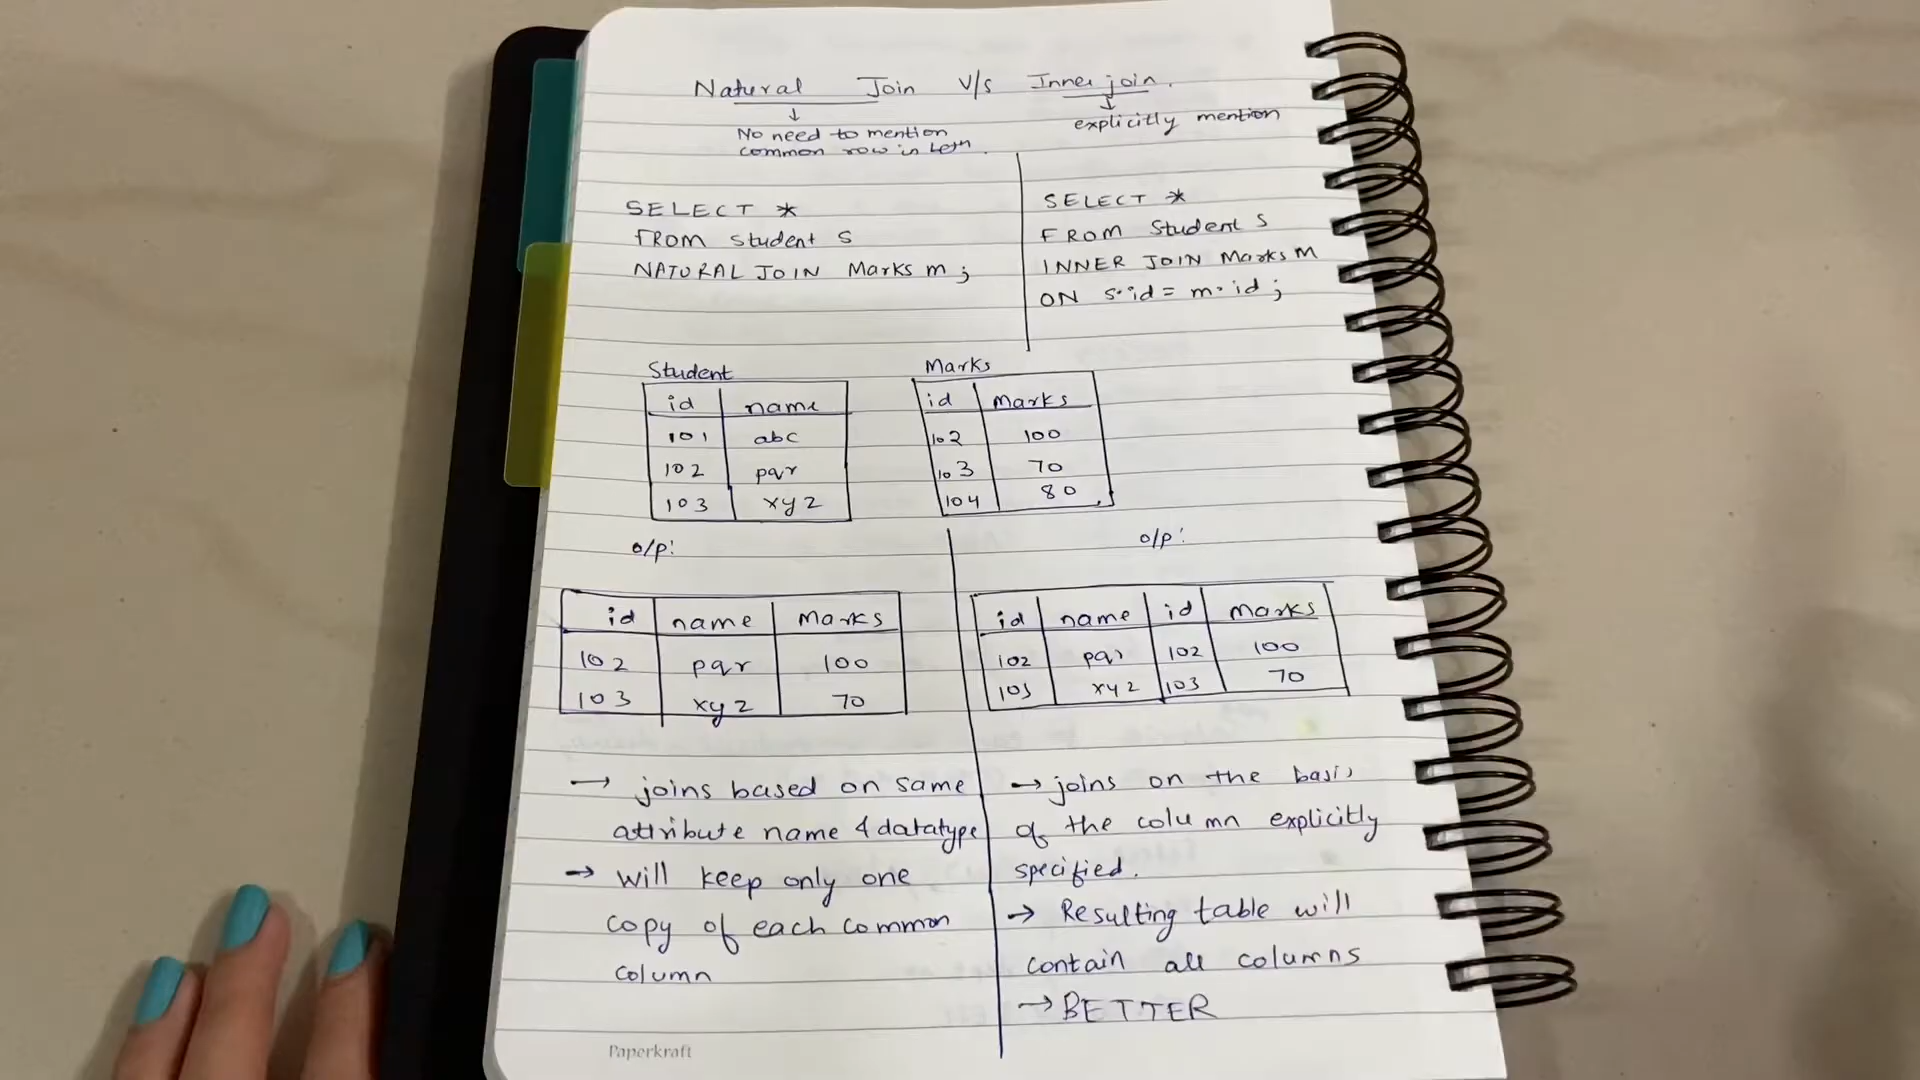 Natural Join V/s Inner join.
No need to mention
common row in both.
explicitly mention
SELECT *
FROM student s
NATURAL JOIN Marks m;
SELECT *
FROM Student s
INNER JOIN Marks m
ON s.id = m.id;
Student
id name
101 abc
102 pqr
103 xyz
Marks
id Marks
102 100
103 70
104 80
o/p:
id name Marks
102 pqr 100
103 xyz 70
o/p:
id name id Marks
102 pqr 102 100
103 xyz 103 70
→ joins based on same
attribute name & datatype
→ will keep only one
copy of each common
column
→ joins on the basis
of the column explicitly
specified.
→ Resulting table will
contain all columns
→ BETTER
Paperkraft